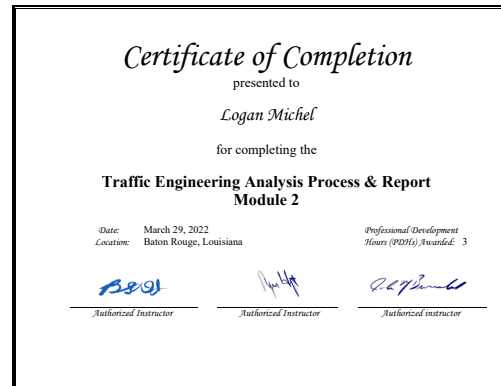 Certificate of Completion
presented to
Logan Michel
for completing the
Traffic Engineering Analysis Process & Report
Module 2
Date: March 29, 2022
Location: Baton Rouge, Louisiana
Professional Development
Hours (PDHs) Awarded: 3
Authorized Instructor
Authorized Instructor
Authorized instructor